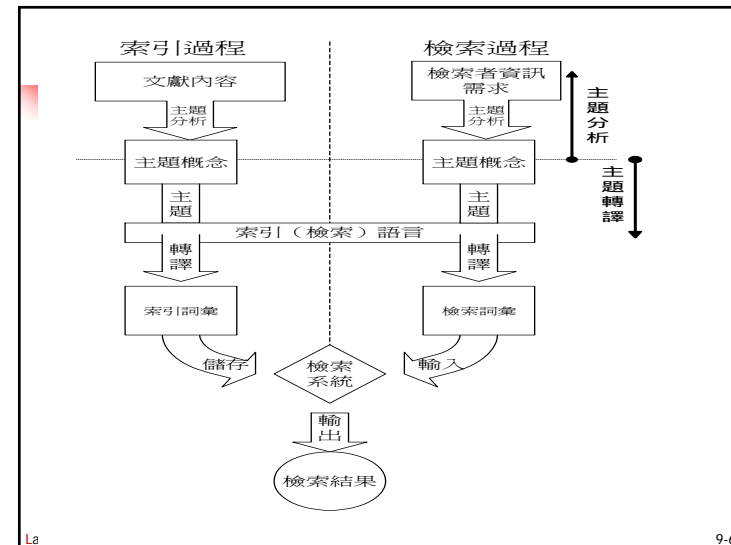 索引過程
檢索過程
文獻內容
檢索者資訊
需求
主題
分析
主題
分析
主題分析
主題概念
主題概念
主題轉譯
主題
主題
索引（檢索）語言
轉譯
轉譯
索引詞彙
檢索詞彙
儲存
輸入
檢索
系統
輸出
檢索結果
La
9-6